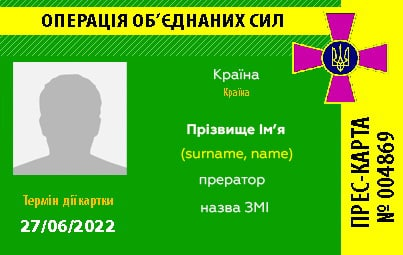 ОПЕРАЦІЯ ОБ’ЄДНАНИХ СИЛ
Країна
Країна
Прізвище Ім’я
(surname, name)
прератор
назва ЗМІ
Термін дії картки
27/06/2022
ПРЕС-КАРТА
№ 004869